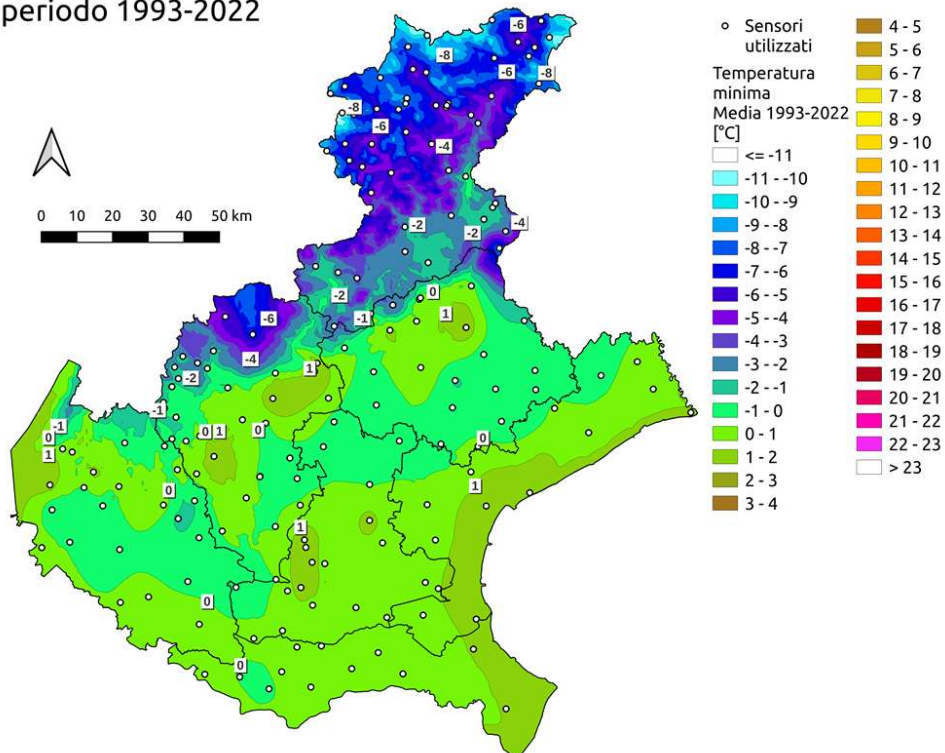 periodo 1993-2022
0 10 20 30 40 50 km
-6
-8
-6
-8
-8
-6
-4
-2
-4
-2
-2
0
-6
-1
1
-4
1
-2
-1
-1
0 1
0
0
0
1
0
1
1
0
0
Sensori
utilizzati
Temperatura
minima
Media 1993-2022
[°C]
<= -11
-11 - -10
-10 - -9
-9 - -8
-8 - -7
-7 - -6
-6 - -5
-5 - -4
-4 - -3
-3 - -2
-2 - -1
-1 - 0
0 - 1
1 - 2
2 - 3
3 - 4
4 - 5
5 - 6
6 - 7
7 - 8
8 - 9
9 - 10
10 - 11
11 - 12
12 - 13
13 - 14
14 - 15
15 - 16
16 - 17
17 - 18
18 - 19
19 - 20
20 - 21
21 - 22
22 - 23
> 23